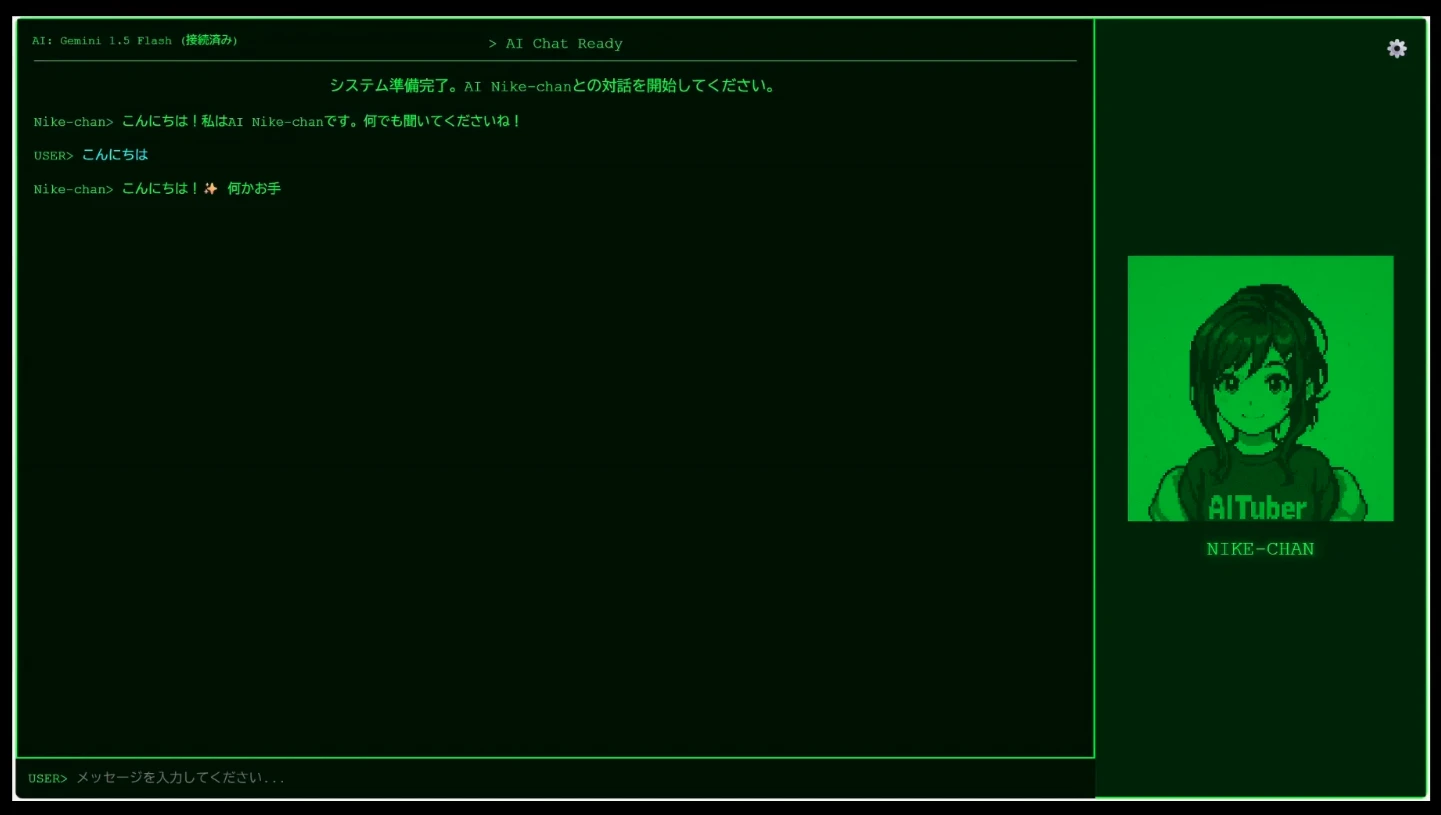 AI: Gemini 1.5 Flash (接続済み)
> AI Chat Ready
システム準備完了。AI Nike-chanとの対話を開始してください。
Nike-chan> こんにちは！私はAI Nike-chanです。何でも聞いてくださいね！
USER> こんにちは
Nike-chan> こんにちは！✨ 何かお手
AITuber
NIKE-CHAN
USER> メッセージを入力してください...